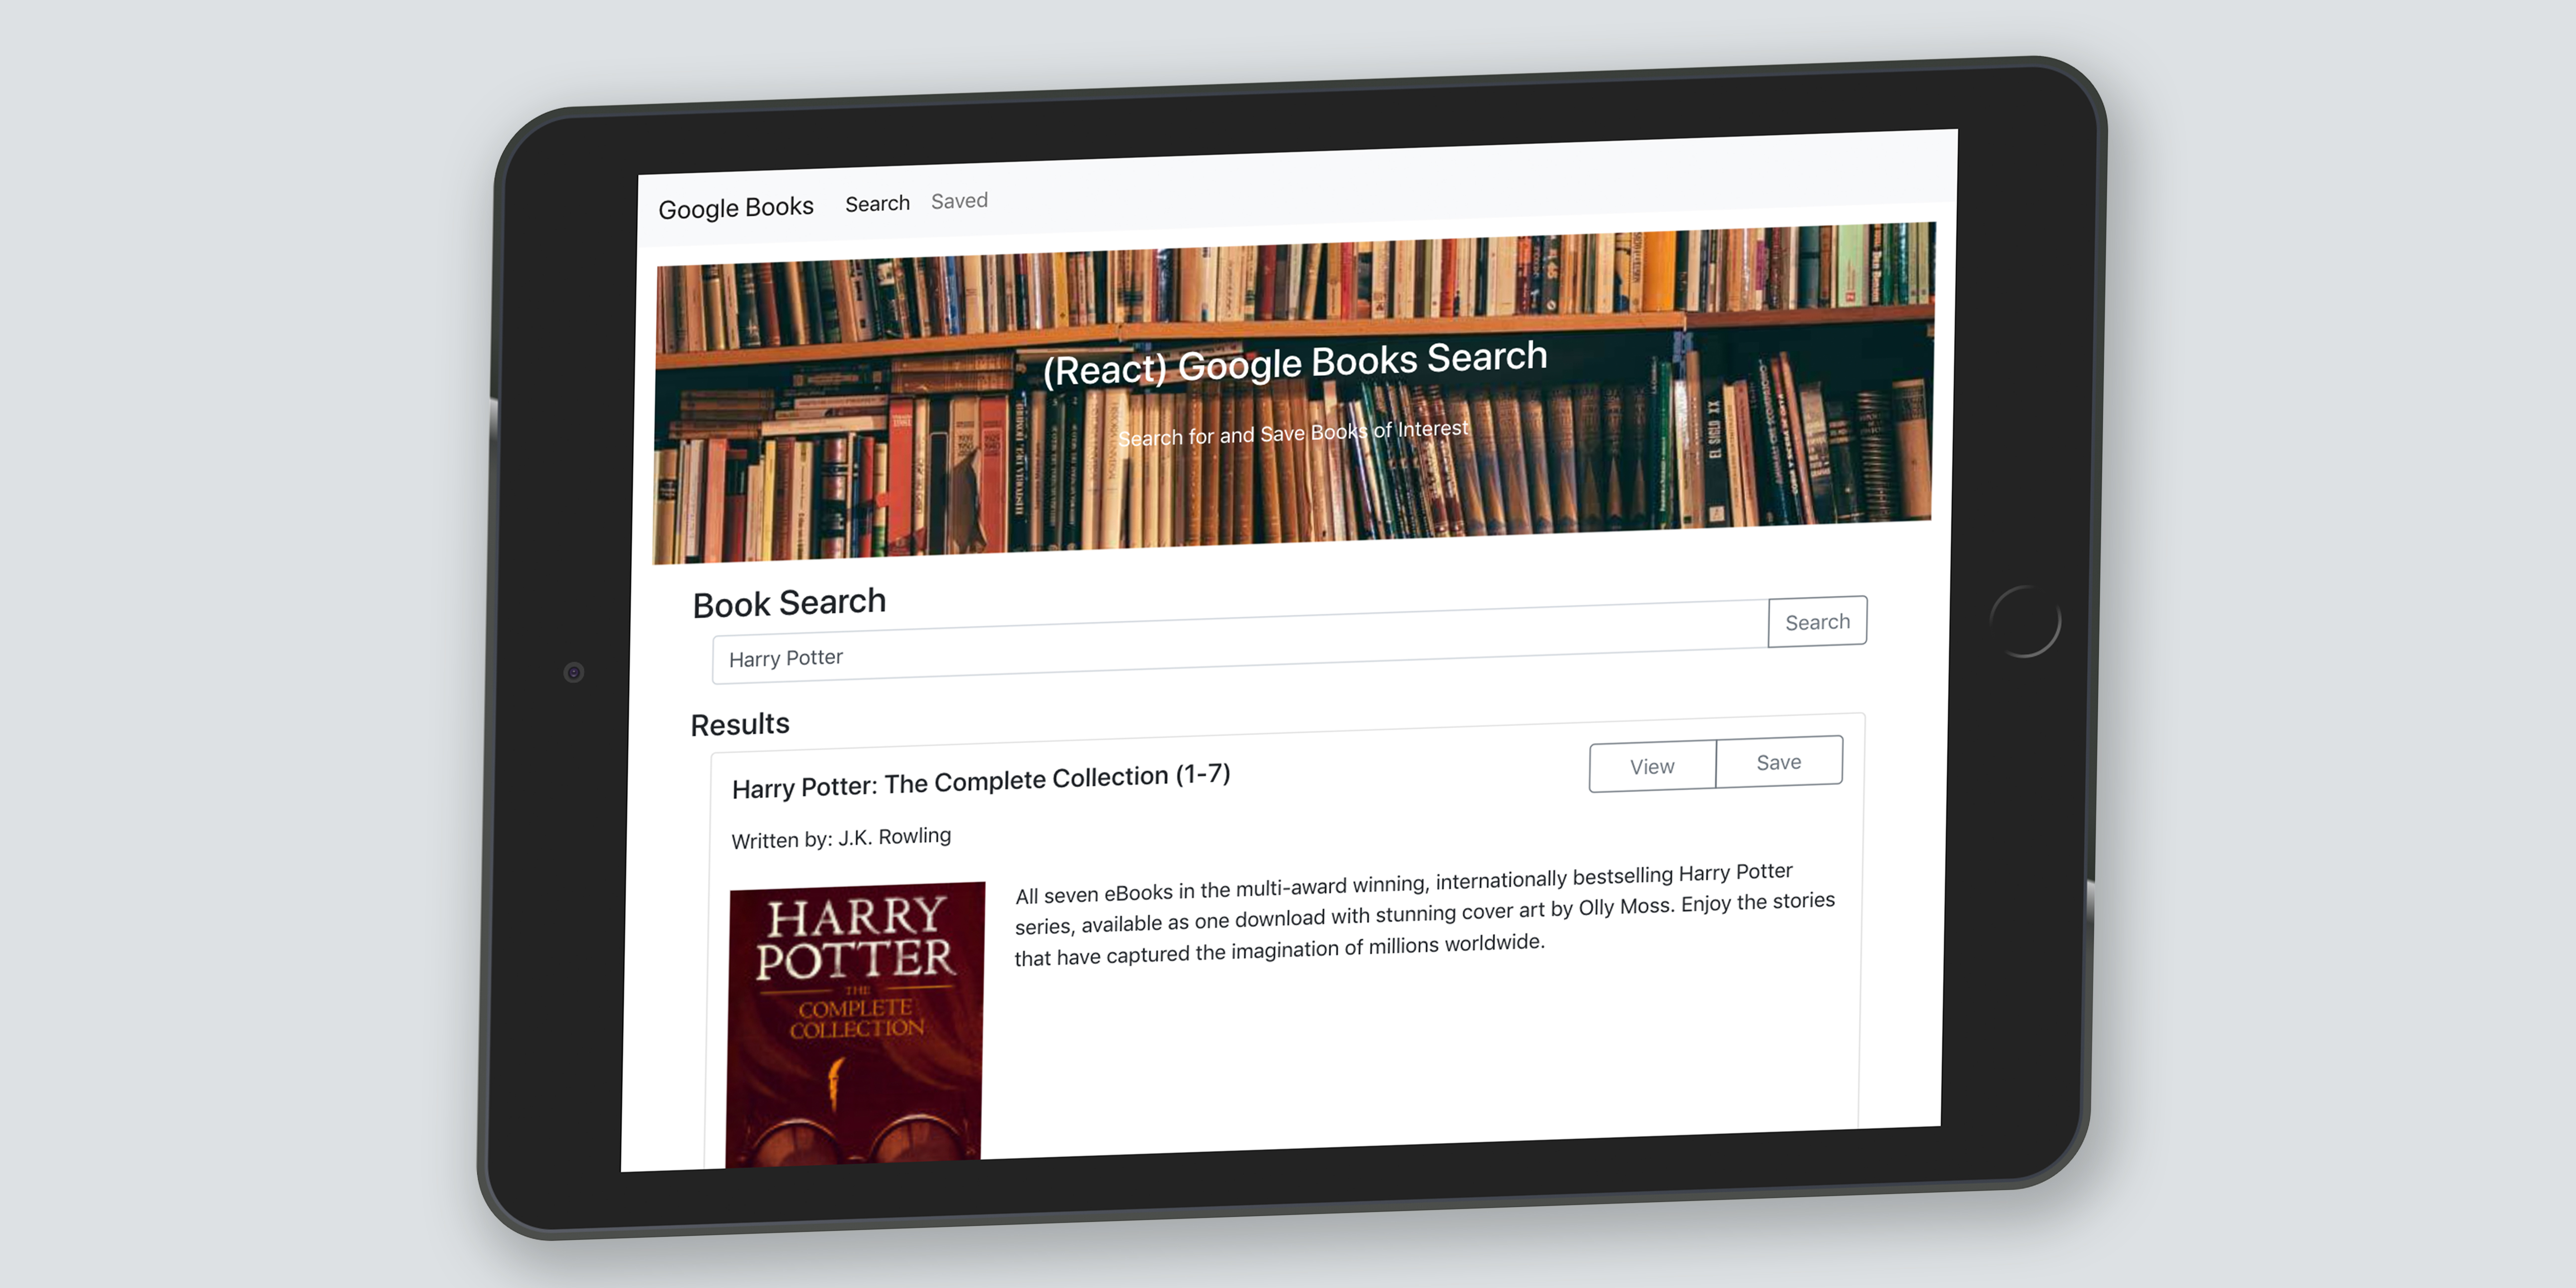 Google Books Search Saved
(React) Google Books Search
Search for and Save Books of Interest
EL SIGLO XX
Book Search
Harry Potter Search
Results
Harry Potter: The Complete Collection (1-7) View Save
Written by: J.K. Rowling
HARRY
POTTER
THE
COMPLETE
COLLECTION
All seven eBooks in the multi-award winning, internationally bestselling Harry Potter
series, available as one download with stunning cover art by Olly Moss. Enjoy the stories
that have captured the imagination of millions worldwide.